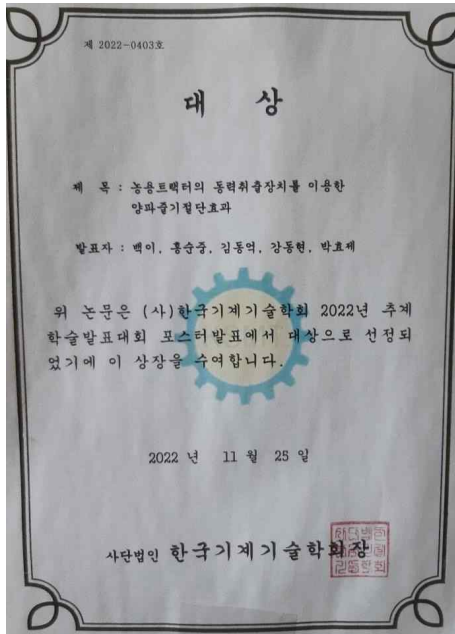 제 2022-0403호
대 상
제 목 : 농용트랙터의 동력취출장치를 이용한
양파줄기절단효과
발표자 : 백이, 홍순중, 김동억, 강동현, 박효제
위 논문은 (사)한국기계기술학회 2022년 추계
학술발표대회 포스터발표에서 대상으로 선정되
었기에 이 상장을 수여합니다.
2022 년 11 월 25 일
사단법인 한국기계기술학회장